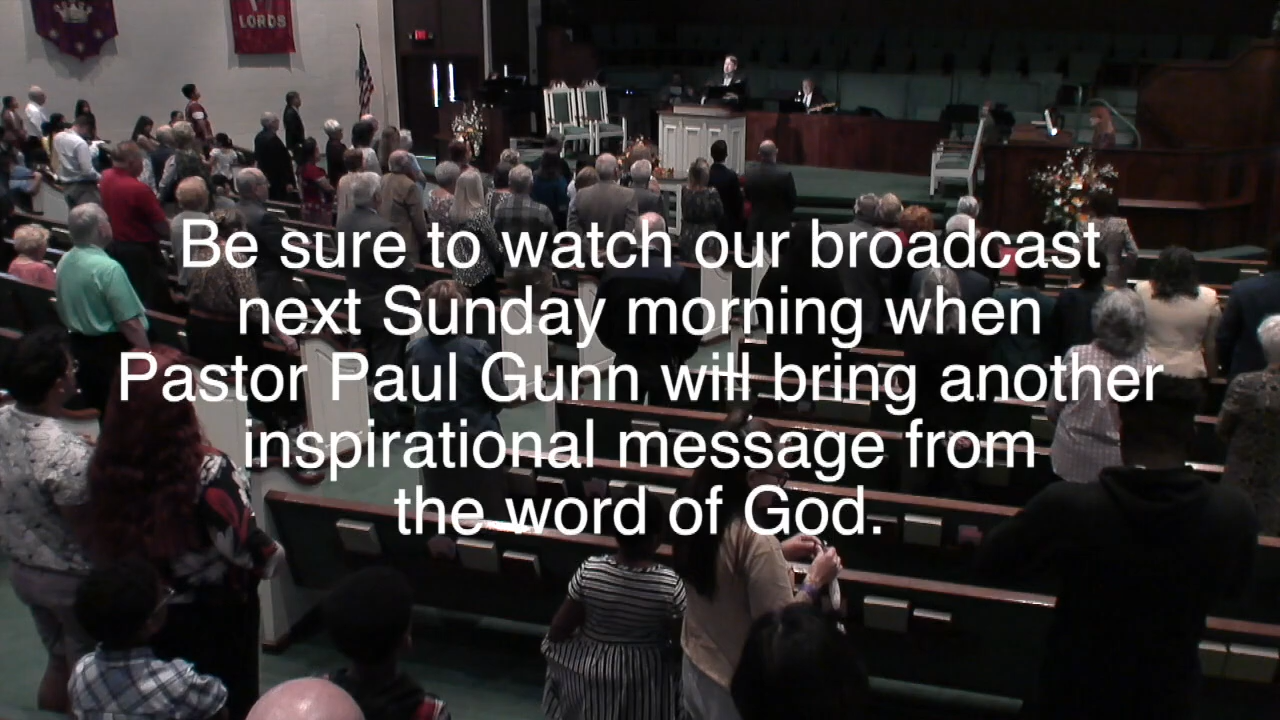 LORDS
Be sure to watch our broadcast
next Sunday morning when
Pastor Paul Gunn will bring another
inspirational message from
the word of God.